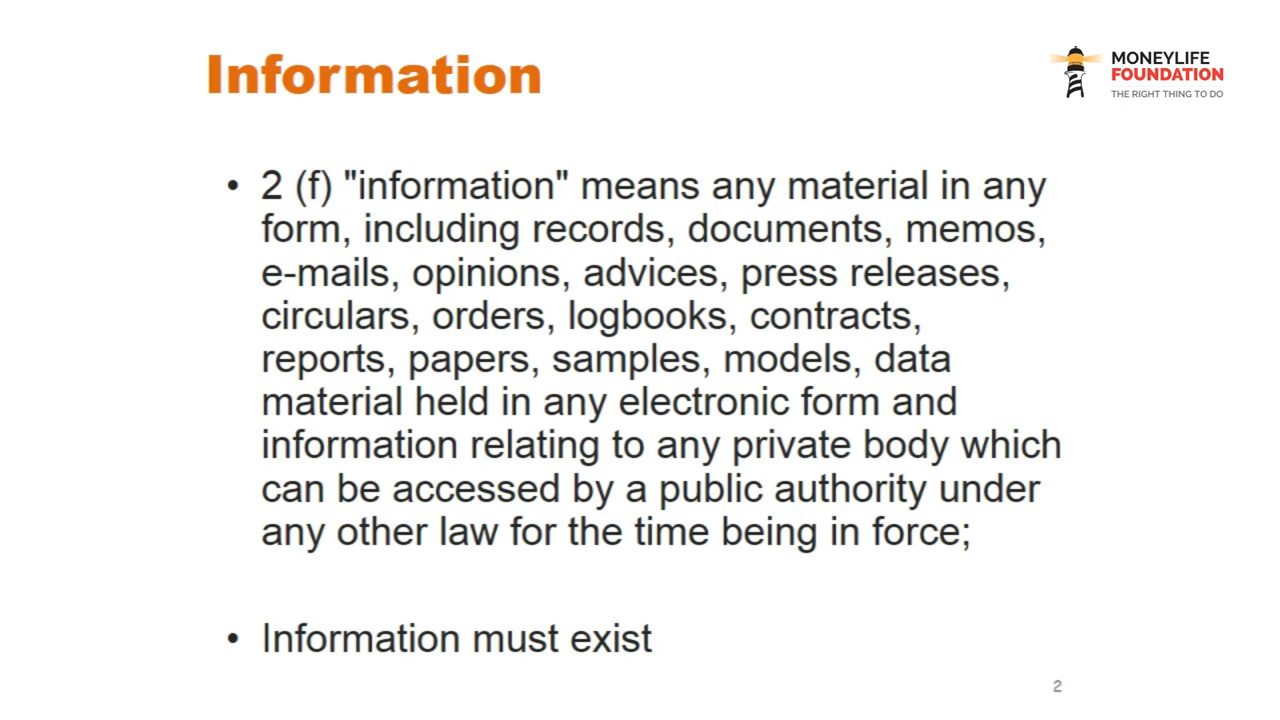 Information
MONEYLIFE
FOUNDATION
THE RIGHT THING TO DO
• 2 (f) "information" means any material in any
form, including records, documents, memos,
e-mails, opinions, advices, press releases,
circulars, orders, logbooks, contracts,
reports, papers, samples, models, data
material held in any electronic form and
information relating to any private body which
can be accessed by a public authority under
any other law for the time being in force;
• Information must exist
2